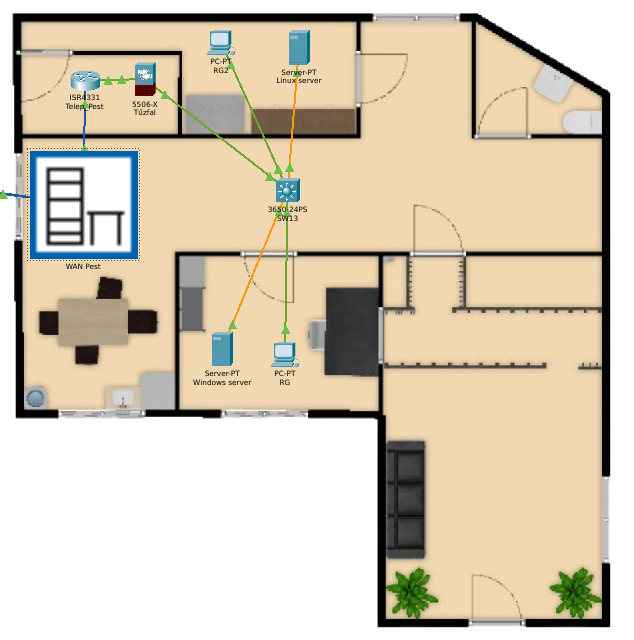 PC-PT
RG2
Server-PT
Linux server
ISR4331
5506-X
Tűzfal
3650-24PS
SW13
WAN Pest
Server-PT
Windows server
PC-PT
RG